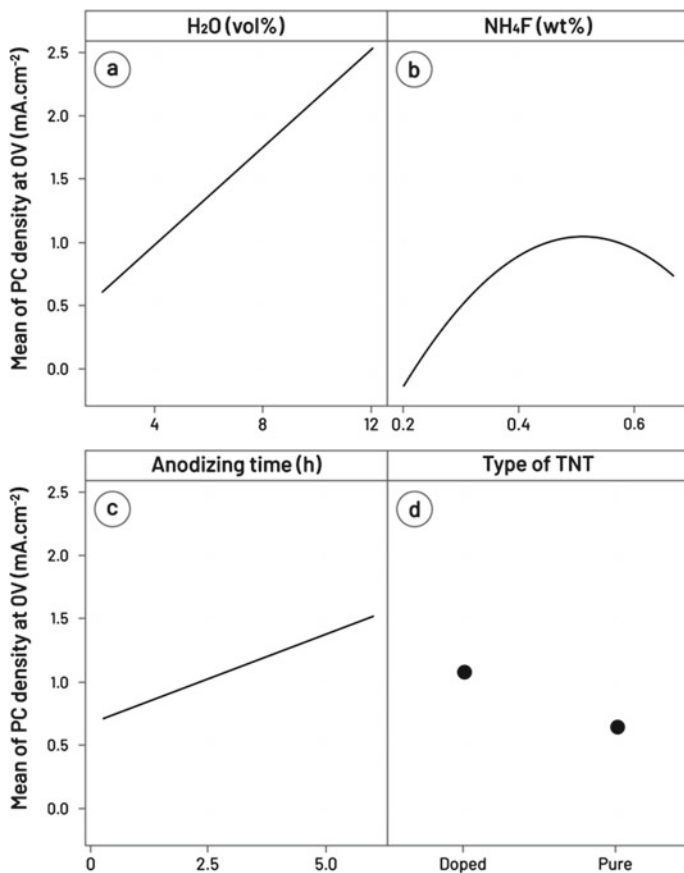 H₂O (vol%)
NH₄F (wt%)
Mean of PC density at 0V (mA.cm⁻²)
2.5
2.0
1.5
1.0
0.5
0.0
a
b
4
8
12
0.2
0.4
0.6
Anodizing time (h)
Type of TNT
Mean of PC density at 0V (mA.cm⁻²)
2.5
2.0
1.5
1.0
0.5
0.0
c
d
0
2.5
5.0
Doped
Pure